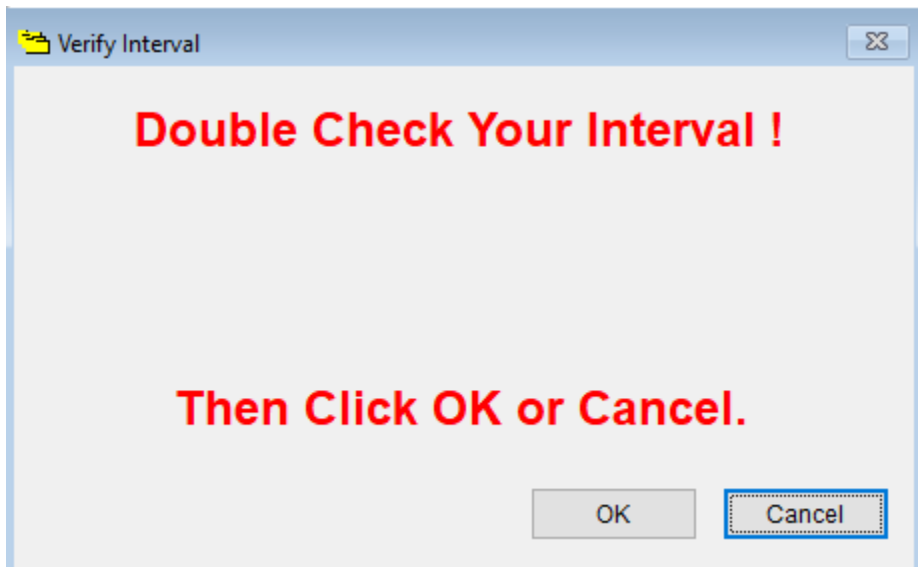 Verify Interval
Double Check Your Interval !
Then Click OK or Cancel.
OK
Cancel